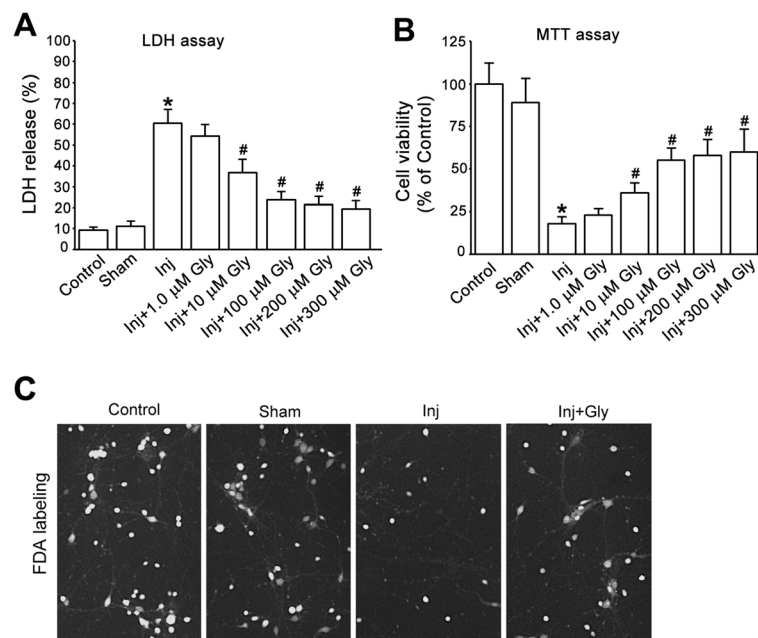 A
LDH assay
LDH release (%)
100
90
80
70
60
50
40
30
20
10
0
*
#
#
#
#
Control
Sham
Inj
Inj+1.0 µM Gly
Inj+10 µM Gly
Inj+100 µM Gly
Inj+200 µM Gly
Inj+300 µM Gly
B
MTT assay
Cell viability
(% of Control)
125
100
75
50
25
0
*
#
#
#
#
Control
Sham
Inj
Inj+1.0 µM Gly
Inj+10 µM Gly
Inj+100 µM Gly
Inj+200 µM Gly
Inj+300 µM Gly
C
Control
Sham
Inj
Inj+Gly
FDA labeling